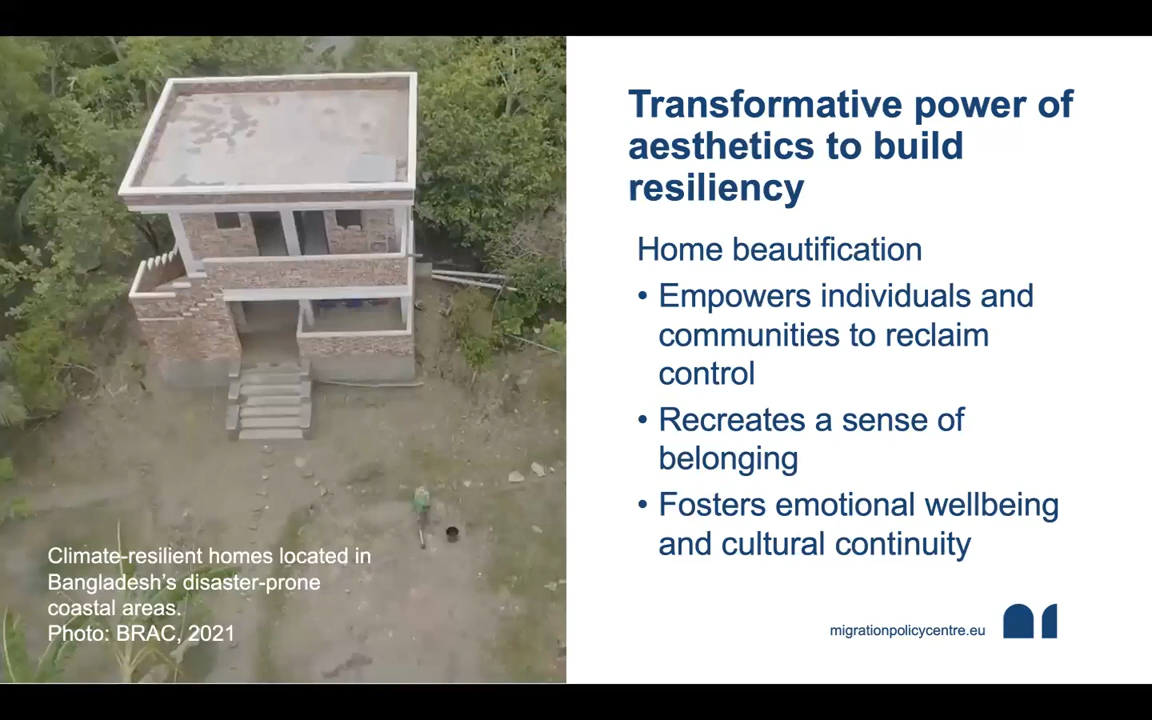 Transformative power of
aesthetics to build
resiliency
Home beautification
• Empowers individuals and
communities to reclaim
control
• Recreates a sense of
belonging
• Fosters emotional wellbeing
and cultural continuity
Climate-resilient homes located in
Bangladesh’s disaster-prone
coastal areas.
Photo: BRAC, 2021
migrationpolicycentre.eu